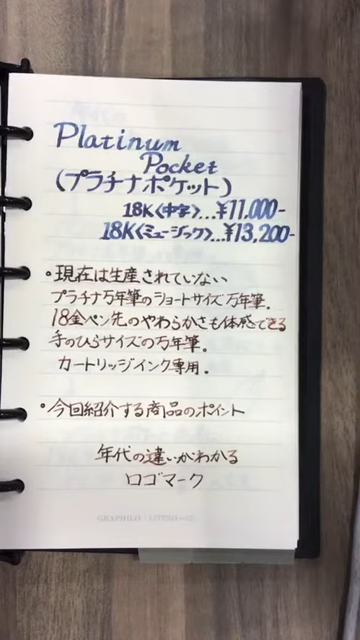 Platinum
Pocket
(プラチナポケット)
18K<中字>...¥11.000-
18K<ミュージック>...¥13,200-
・現在は生産されていない
プラチナ万年筆のショートサイズ万年筆.
18金ペン先のやわらかさも体感できる
手のひらサイズの万年筆.
カートリッジインク専用.
・今回紹介する商品のポイント
年代の違いがわかる
ロゴマーク
GRAPHILO